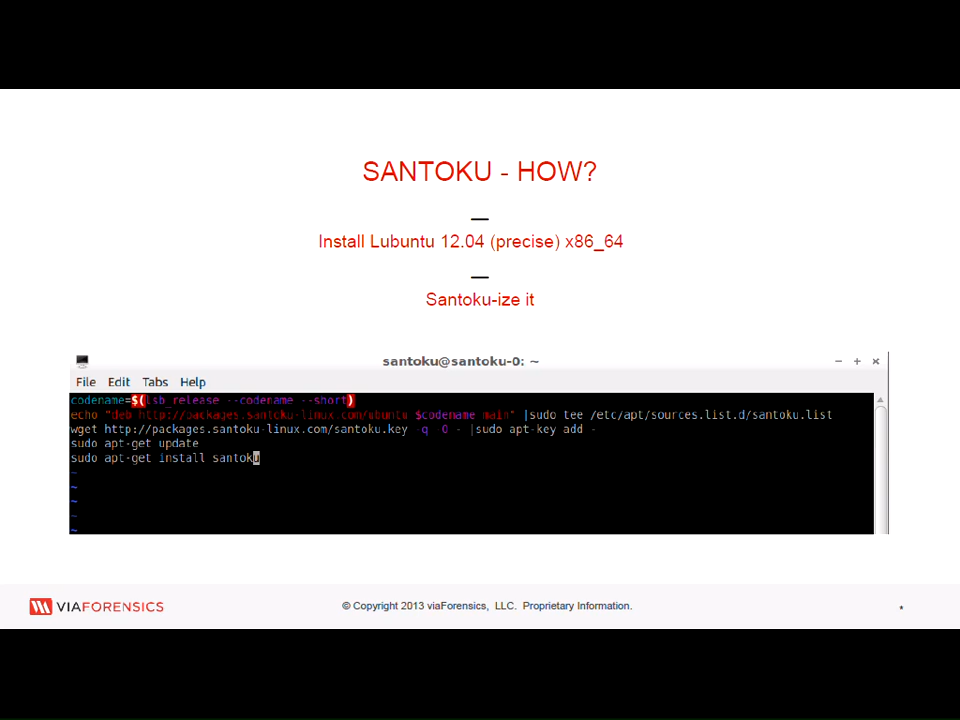 SANTOKU - HOW?
Install Lubuntu 12.04 (precise) x86_64
Santoku-ize it
santoku@santoku-0: ~
File Edit Tabs Help
codename=$(lsb_release --codename --short)
echo "deb http://packages.santoku-linux.com/ubuntu $codename main" |sudo tee /etc/apt/sources.list.d/santoku.list
wget http://packages.santoku-linux.com/santoku.key -q -O - |sudo apt-key add -
sudo apt-get update
sudo apt-get install santoku
~
~
~
~
~
VIAFORENSICS
© Copyright 2013 viaForensics, LLC. Proprietary Information.
*